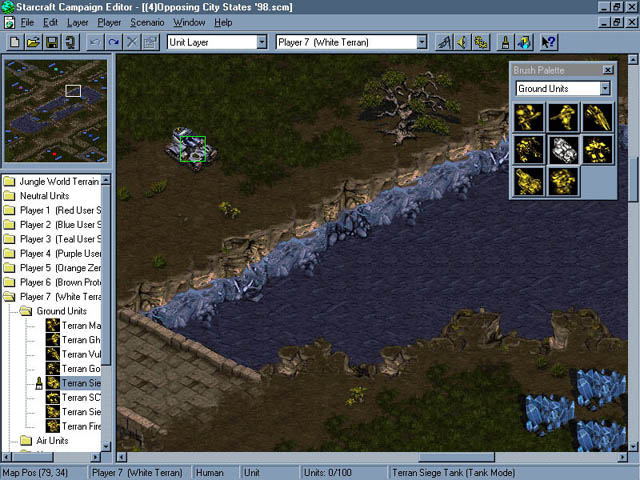 Starcraft Campaign Editor - [(4)Opposing City States '98.scm]
File Edit Layer Player Scenario Window Help
Unit Layer
Player 7 (White Terran)
Brush Palette
Ground Units
Jungle World Terrain
Neutral Units
Player 1 (Red User S
Player 2 (Blue User S
Player 3 (Teal User S
Player 4 (Purple User
Player 5 (Orange Zer
Player 6 (Brown Prot
Player 7 (White Terra
Ground Units
Terran Ma
Terran Gh
Terran Vul
Terran Go
Terran Sie
Terran SC
Terran Sie
Terran Fire
Air Units
Map Pos (79, 34)
Player 7 (White Terran)
Human
Unit
Units: 0/100
Terran Siege Tank (Tank Mode)